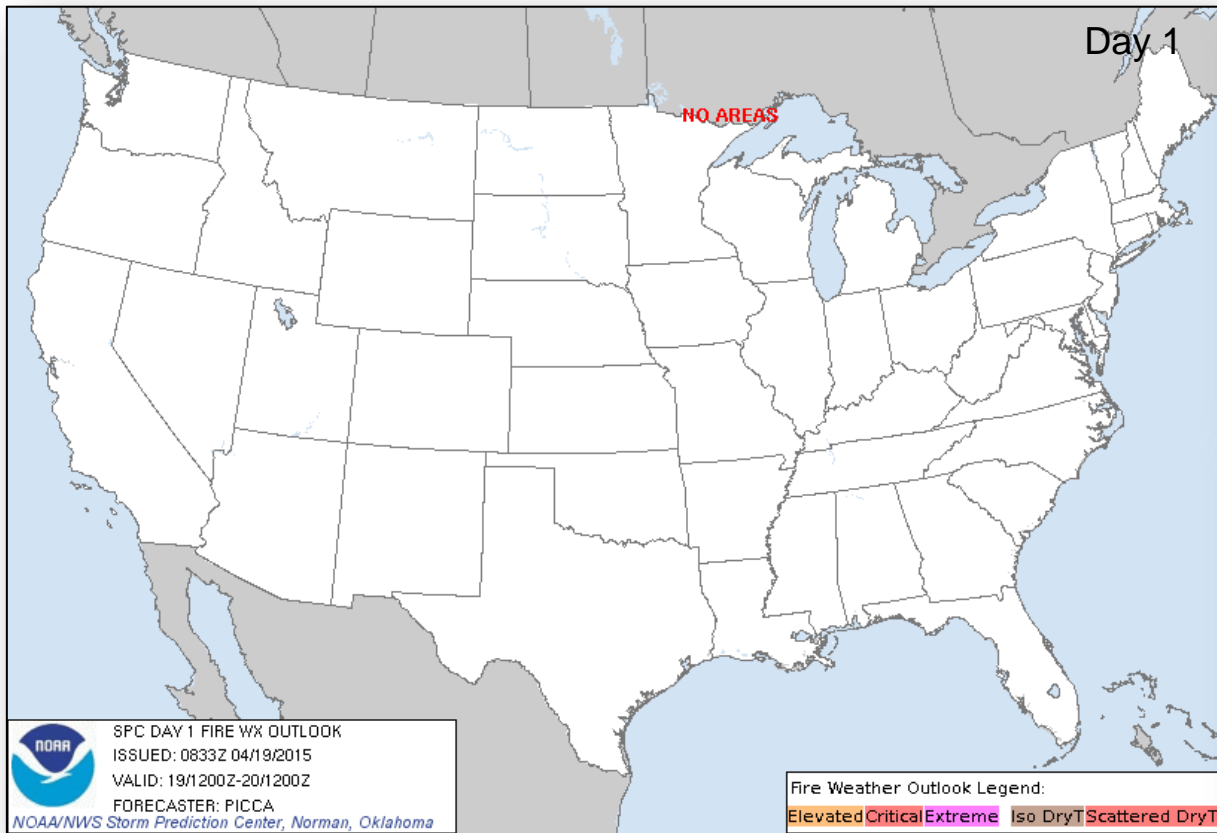 Day 1
NO AREAS
NOAA
SPC DAY 1 FIRE WX OUTLOOK
ISSUED: 0833Z 04/19/2015
VALID: 19/1200Z-20/1200Z
FORECASTER: PICCA
NOAA/NWS Storm Prediction Center, Norman, Oklahoma
Fire Weather Outlook Legend:
Elevated Critical Extreme Iso DryT Scattered DryT